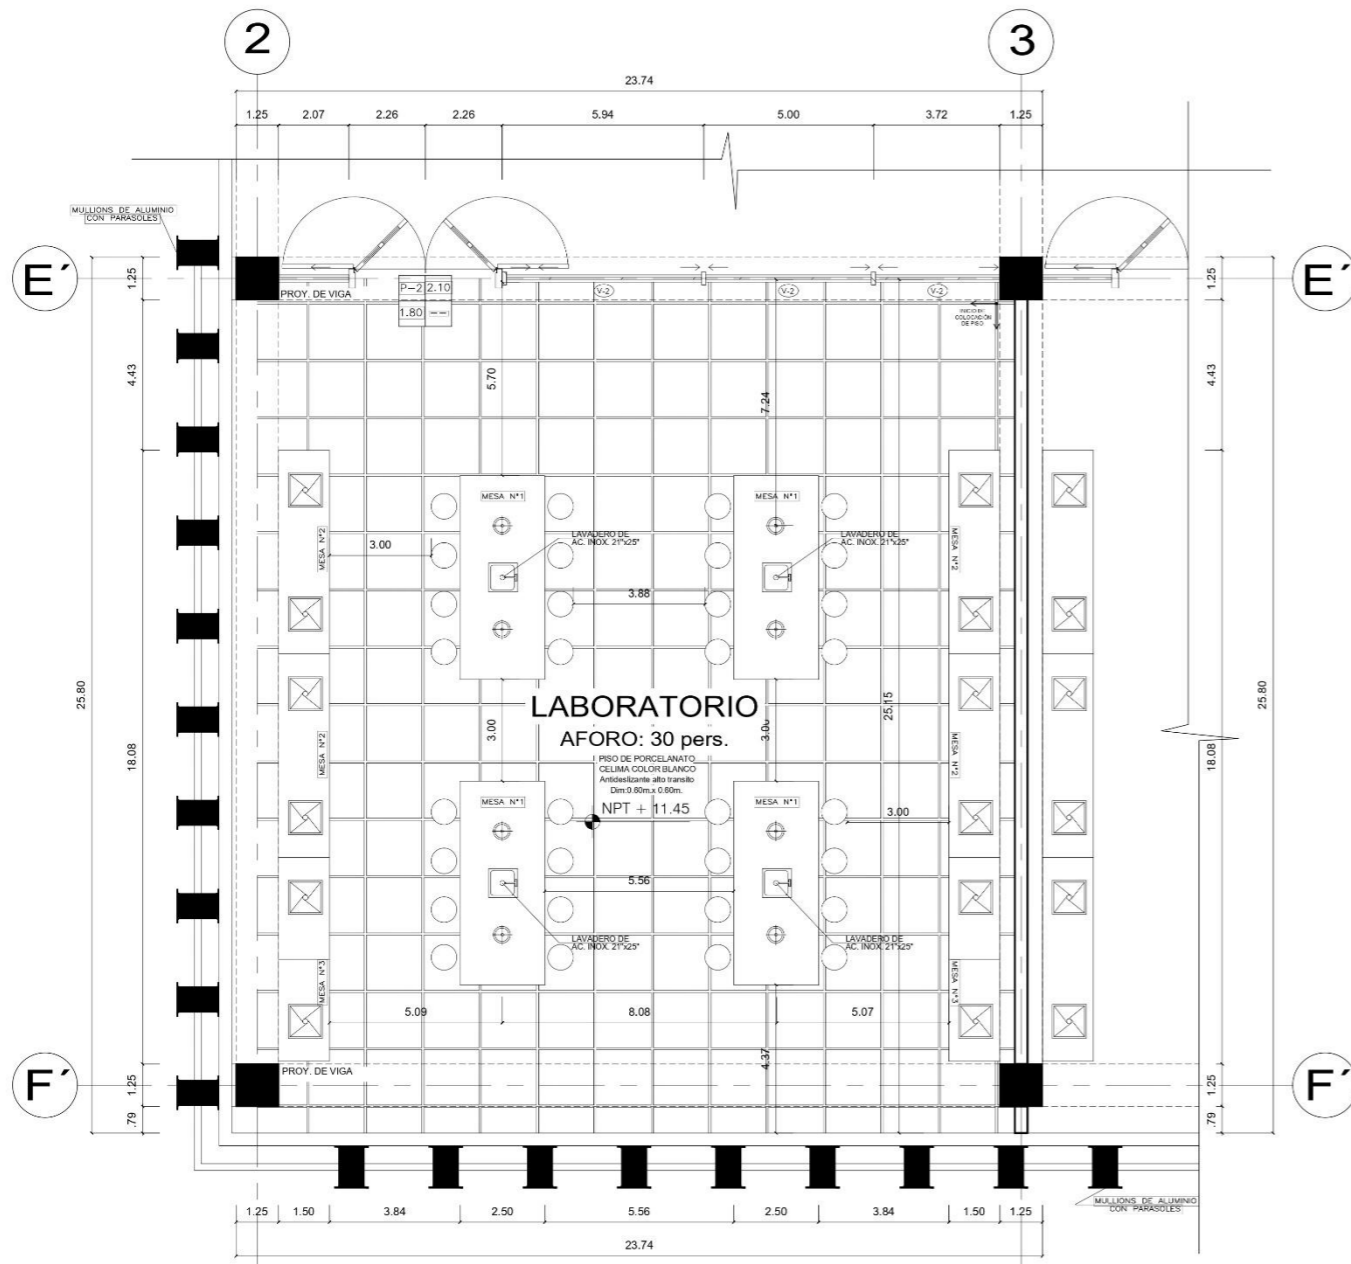 2
3
23.74
1.25
2.07
2.26
2.26
5.94
5.00
3.72
1.25
MULLIONS DE ALUMINIO
CON PARASOLES
E´
E´
1.25
P-2
2.10
1.80
---
PROY. DE VIGA
V-2
V-2
V-2
INICIO DE
COLOCACIÓN
DE PISO
1.25
4.43
5.70
7.24
4.43
MESA N°1
MESA N°1
LAVADERO DE
AC. INOX. 21"x25"
LAVADERO DE
AC. INOX. 21"x25"
MESA N°2
3.00
MESA N°2
3.88
25.80
18.08
MESA N°2
3.00
LABORATORIO
AFORO: 30 pers.
PISO DE PORCELANATO
CELIMA COLOR BLANCO
Antideslizante alto transito
Dim:0.60m.x 0.60m.
NPT + 11.45
3.00
25.15
MESA N°2
18.08
25.80
MESA N°1
MESA N°1
3.00
5.56
LAVADERO DE
AC. INOX. 21"x25"
LAVADERO DE
AC. INOX. 21"x25"
MESA N°3
MESA N°3
5.09
8.08
5.07
4.37
F´
F´
1.25
PROY. DE VIGA
1.25
.79
.79
MULLIONS DE ALUMINIO
CON PARASOLES
1.25
1.50
3.84
2.50
5.56
2.50
3.84
1.50
1.25
23.74